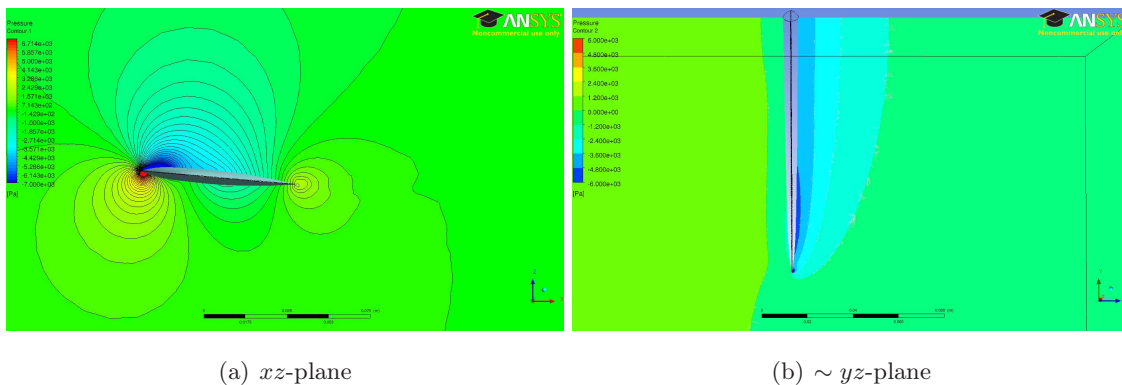 Pressure
Contour 1
6.714e+03
5.857e+03
5.000e+03
4.143e+03
3.286e+03
2.429e+03
1.571e+03
7.143e+02
-1.429e+02
-1.000e+03
-1.857e+03
-2.714e+03
-3.571e+03
-4.429e+03
-5.286e+03
-6.143e+03
-7.000e+03
[Pa]
ANSYS
Noncommercial use only
(m)
Z
Pressure
Contour 2
6.000e+03
4.800e+03
3.600e+03
2.400e+03
1.200e+03
0.000e+00
-1.200e+03
-2.400e+03
-3.600e+03
-4.800e+03
-6.000e+03
[Pa]
ANSYS
Noncommercial use only
(m)
(a) xz-plane
(b) ∼ yz-plane